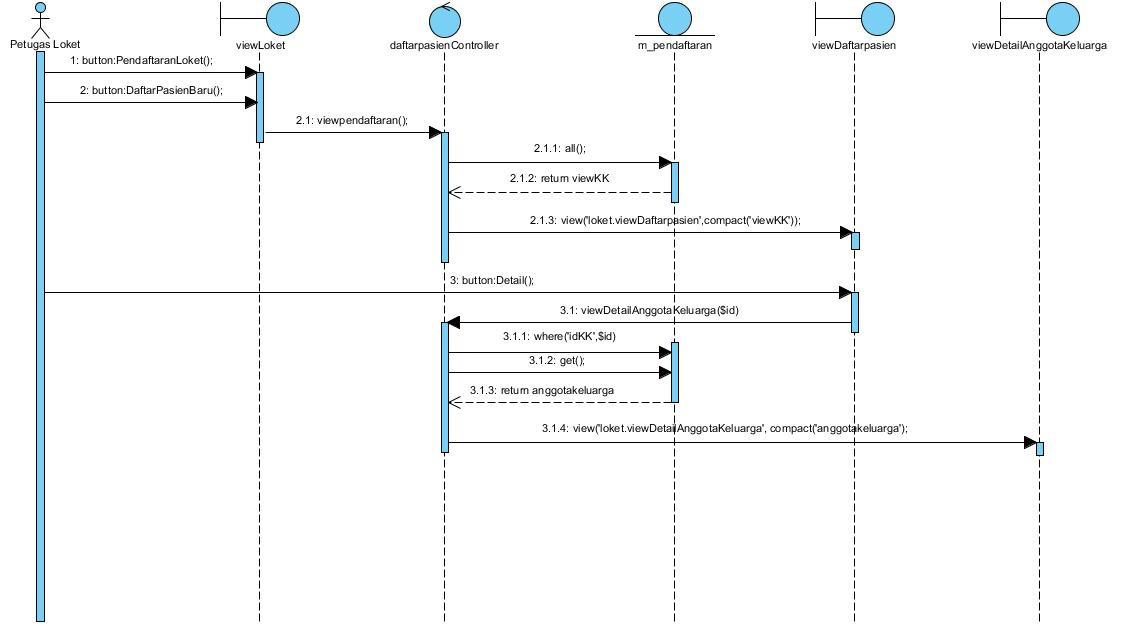 Petugas Loket
viewLoket
daftarpasienController
m_pendaftaran
viewDaftarpasien
viewDetailAnggotaKeluarga
1: button:PendaftaranLoket();
2: button:DaftarPasienBaru();
2.1: viewpendaftaran();
2.1.1: all();
2.1.2: return viewKK
2.1.3: view('loket.viewDaftarpasien',compact('viewKK'));
3: button:Detail();
3.1: viewDetailAnggotaKeluarga($id)
3.1.1: where('idKK',$id)
3.1.2: get();
3.1.3: return anggotakeluarga
3.1.4: view('loket.viewDetailAnggotaKeluarga', compact('anggotakeluarga');